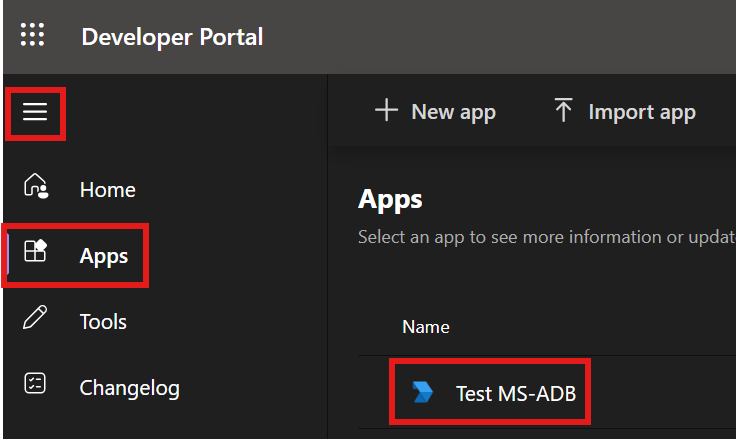 Developer Portal
New app
Import app
Home
Apps
Tools
Changelog
Apps
Select an app to see more information or updat
Name
Test MS-ADB